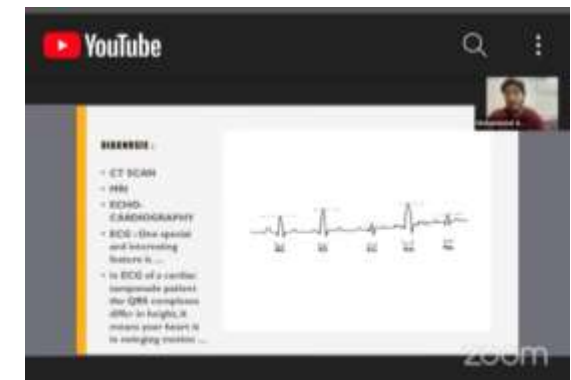 YouTube
DIAGNOSIS :
CT SCAN
MRI
ECHO-
CARDIOGRAPHY
ECG : One special
and interesting
feature is ...
in ECG of a cardiac
tamponade patient
the QRS complexes
differ in height, it
means your heart is
in swinging motion ...
zoom